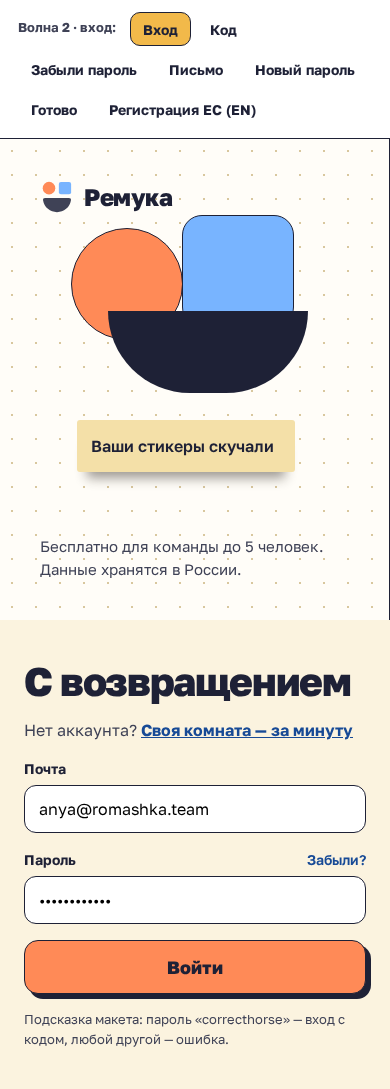 Волна 2 · вход: Вход Код
Забыли пароль Письмо Новый пароль
Готово Регистрация ЕС (EN)
Ремука
Ваши стикеры скучали
Бесплатно для команды до 5 человек.
Данные хранятся в России.
С возвращением
Нет аккаунта? Своя комната — за минуту
Почта
anya@romashka.team
Пароль Забыли?
••••••••••••
Войти
Подсказка макета: пароль «correcthorse» — вход с
кодом, любой другой — ошибка.